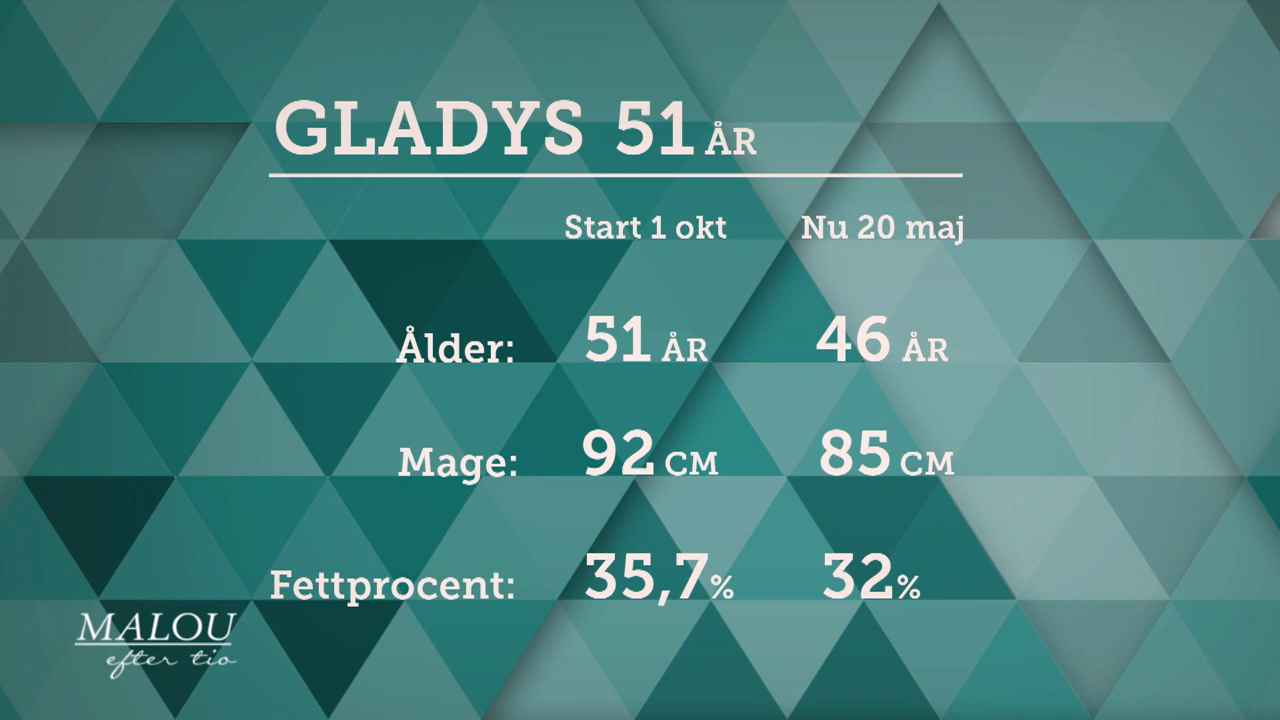 GLADYS 51 ÅR
Start 1 okt Nu 20 maj
Ålder: 51 ÅR 46 ÅR
Mage: 92 CM 85 CM
Fettprocent: 35,7% 32%
MALOU
efter tio